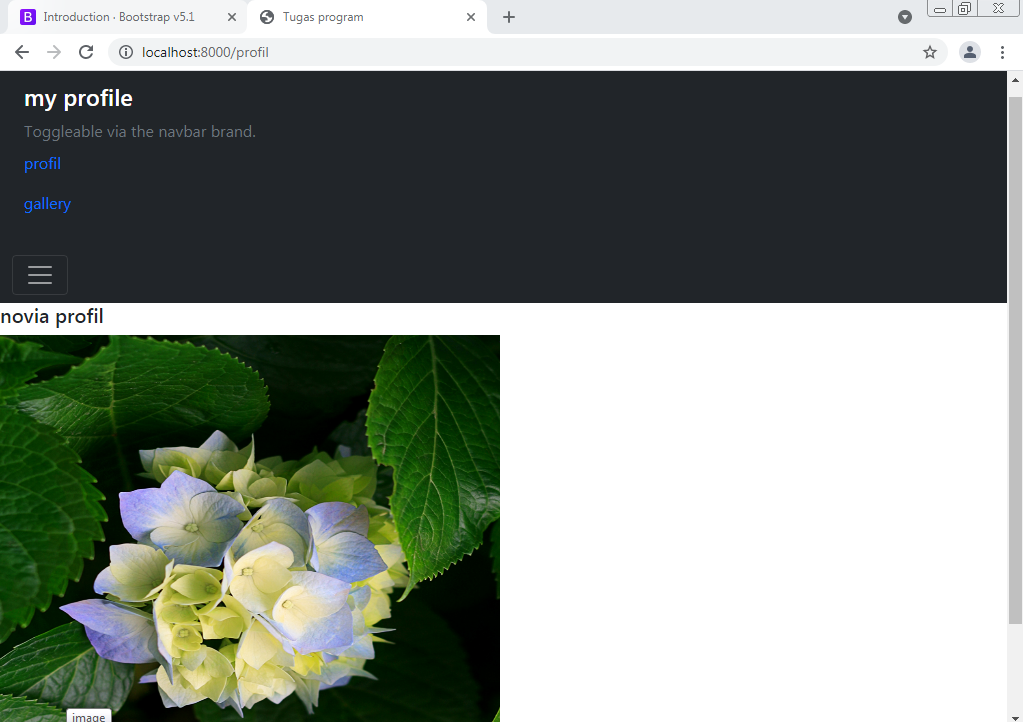 Introduction · Bootstrap v5.1
Tugas program
localhost:8000/profil
my profile
Toggleable via the navbar brand.
profil
gallery
novia profil
image